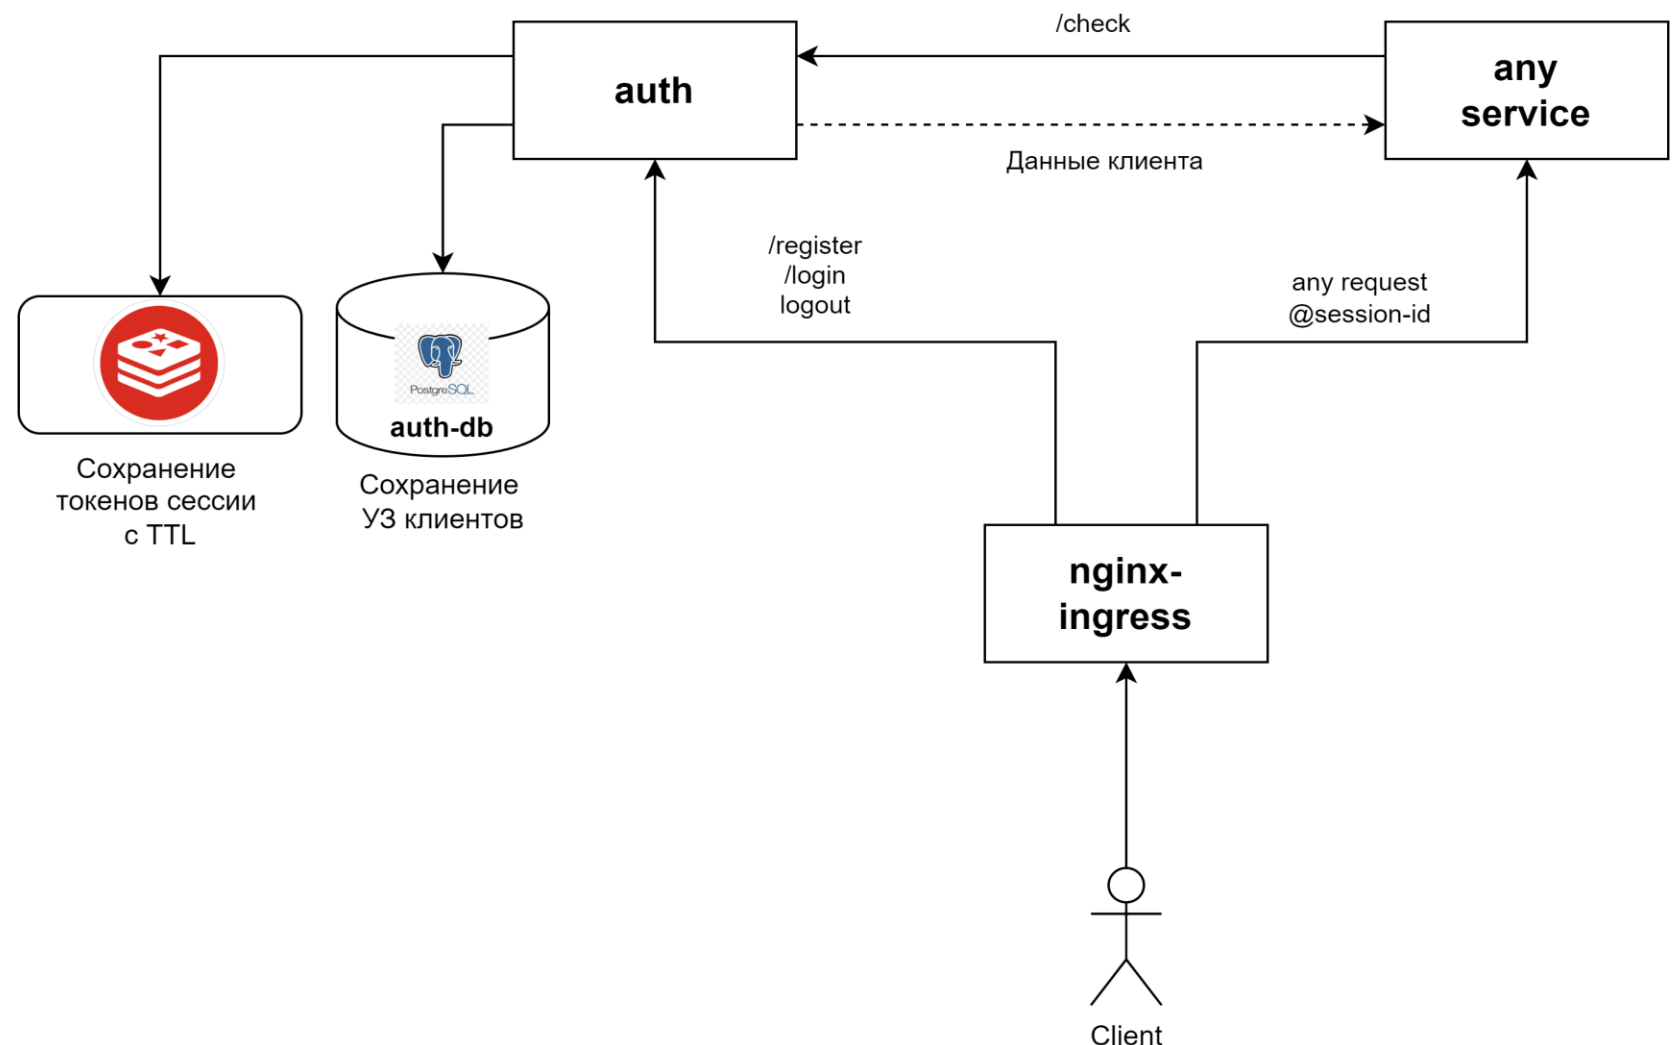 /check
auth
any
service
Данные клиента
/register
/login
logout
any request
@session-id
PostgreSQL
auth-db
Сохранение
токенов сессии
с TTL
Сохранение
УЗ клиентов
nginx-
ingress
Client